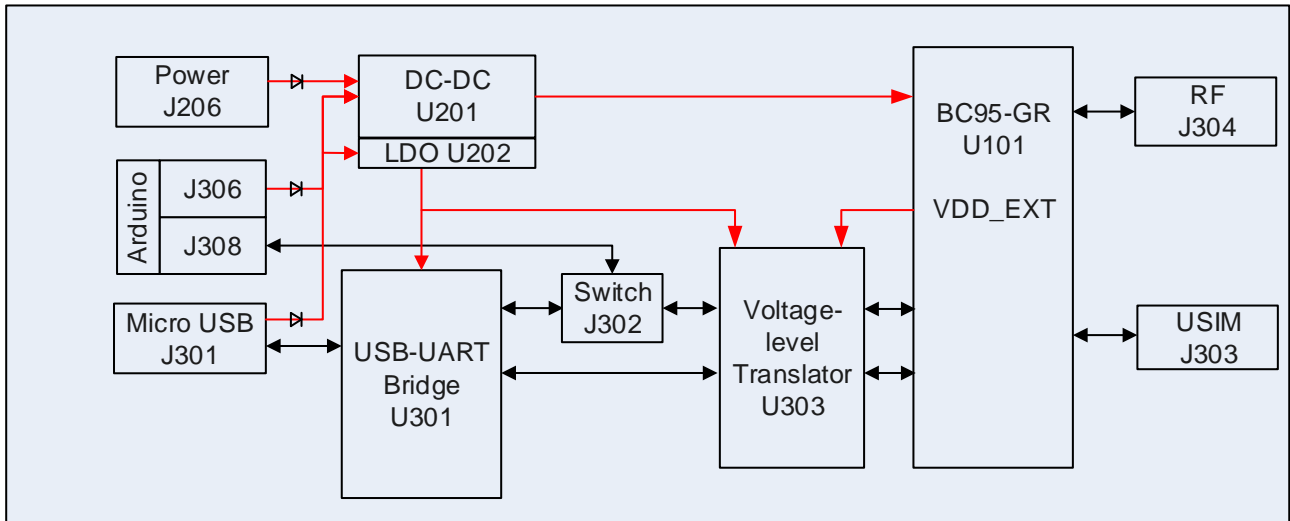 Power
J206
DC-DC
U201
LDO U202
BC95-GR
U101
VDD_EXT
RF
J304
Arduino
J306
J308
Micro USB
J301
USB-UART
Bridge
U301
Switch
J302
Voltage-
level
Translator
U303
USIM
J303